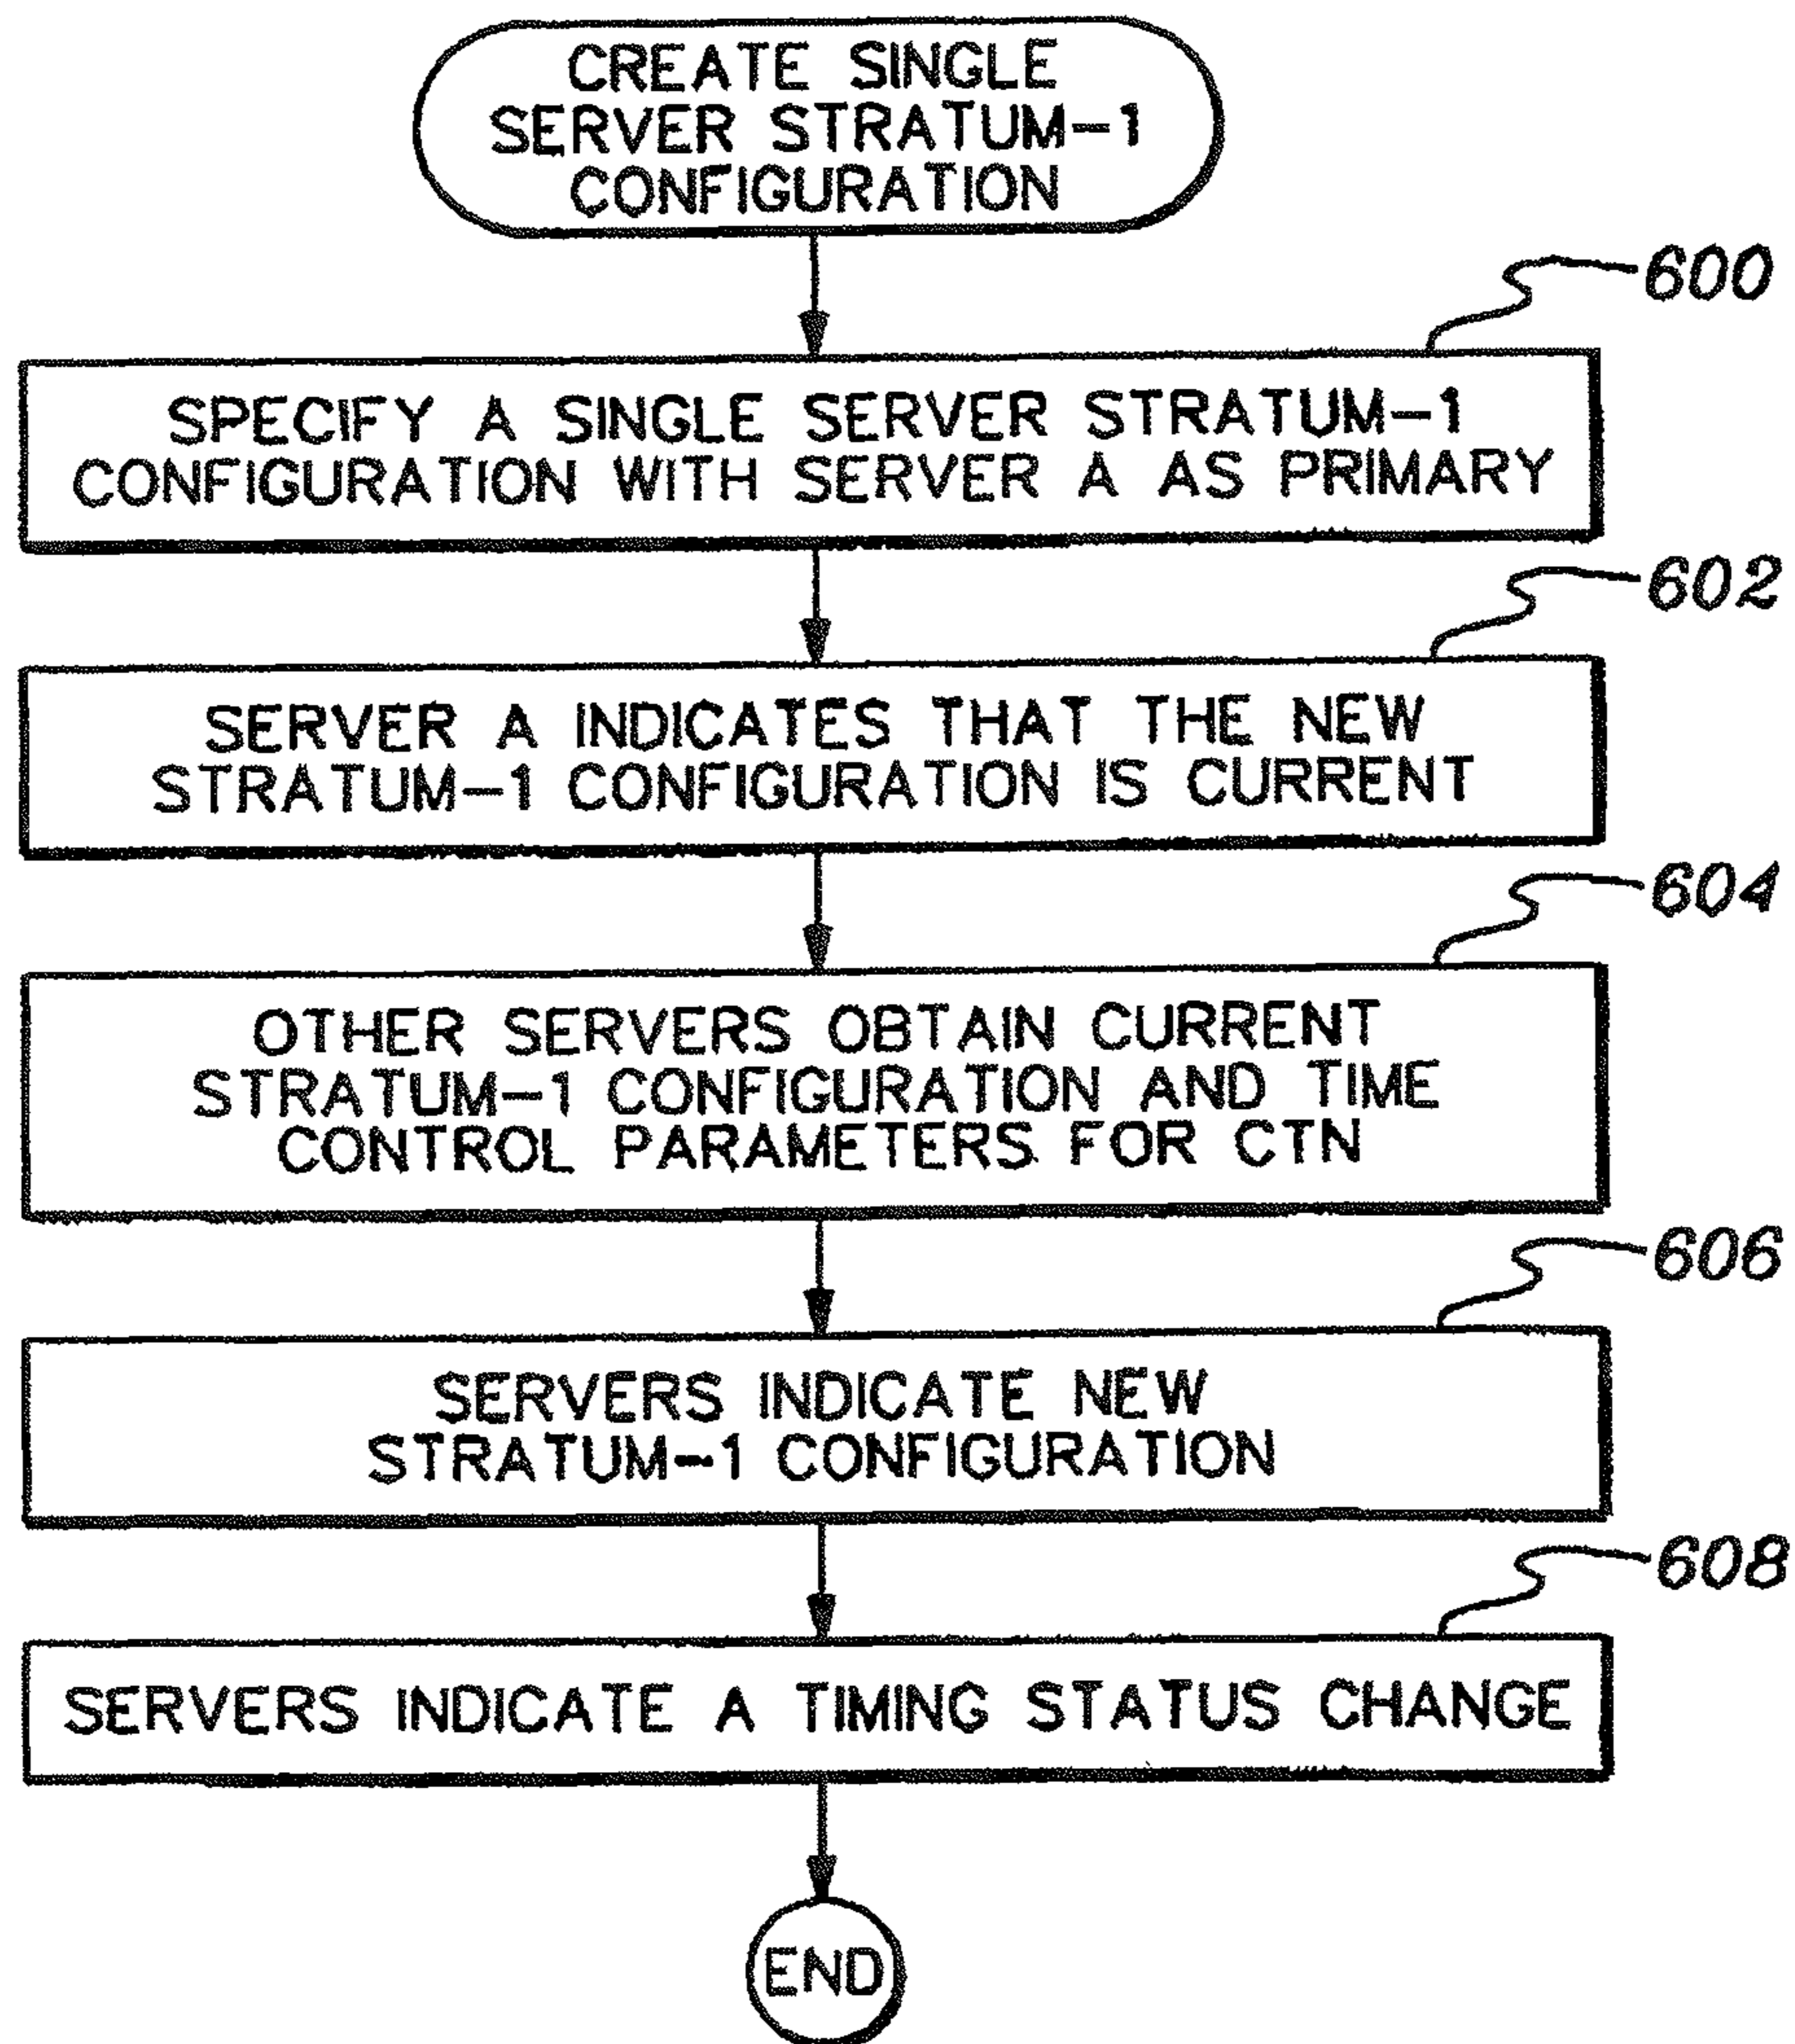 CREATE SINGLE
SERVER STRATUM-1
CONFIGURATION
600
SPECIFY A SINGLE SERVER STRATUM-1
CONFIGURATION WITH SERVER A AS PRIMARY
602
SERVER A INDICATES THAT THE NEW
STRATUM-1 CONFIGURATION IS CURRENT
604
OTHER SERVERS OBTAIN CURRENT
STRATUM-1 CONFIGURATION AND TIME
CONTROL PARAMETERS FOR CTN
606
SERVERS INDICATE NEW
STRATUM-1 CONFIGURATION
608
SERVERS INDICATE A TIMING STATUS CHANGE
END